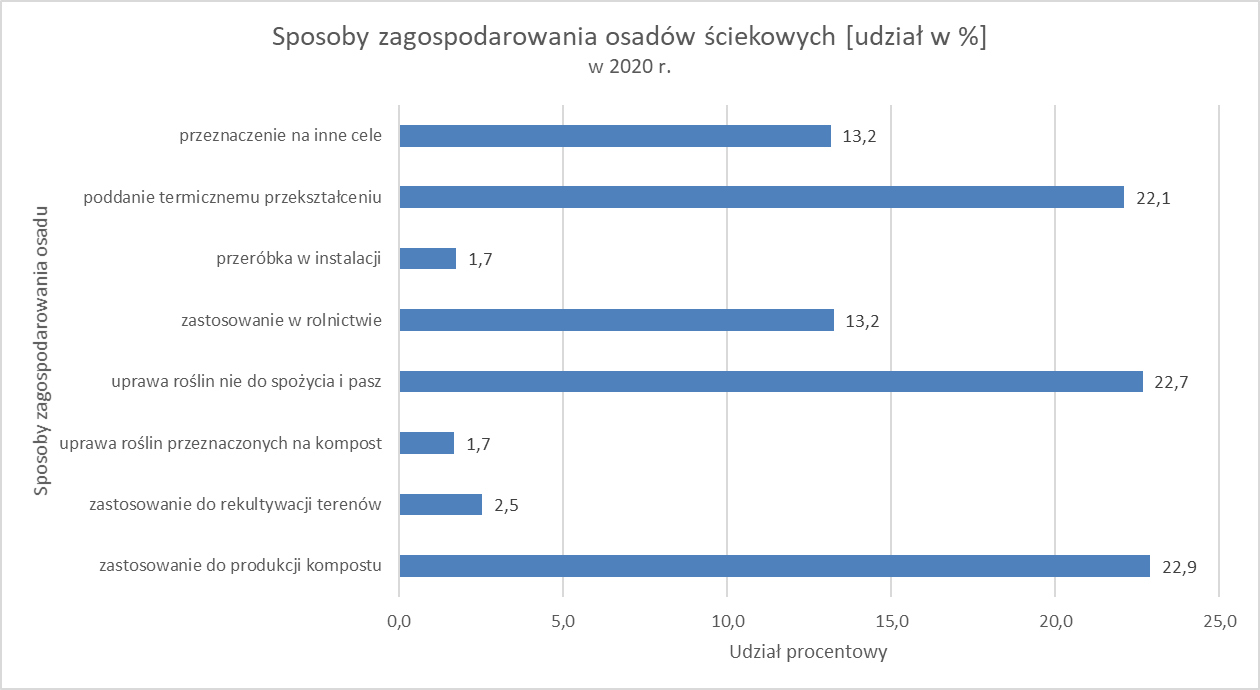 Sposoby zagospodarowania osadów ściekowych [udział w %]
w 2020 r.
Sposoby zagospodarowania osadu
przeznaczenie na inne cele 13,2
poddanie termicznemu przekształceniu 22,1
przeróbka w instalacji 1,7
zastosowanie w rolnictwie 13,2
uprawa roślin nie do spożycia i pasz 22,7
uprawa roślin przeznaczonych na kompost 1,7
zastosowanie do rekultywacji terenów 2,5
zastosowanie do produkcji kompostu 22,9
0,0 5,0 10,0 15,0 20,0 25,0
Udział procentowy